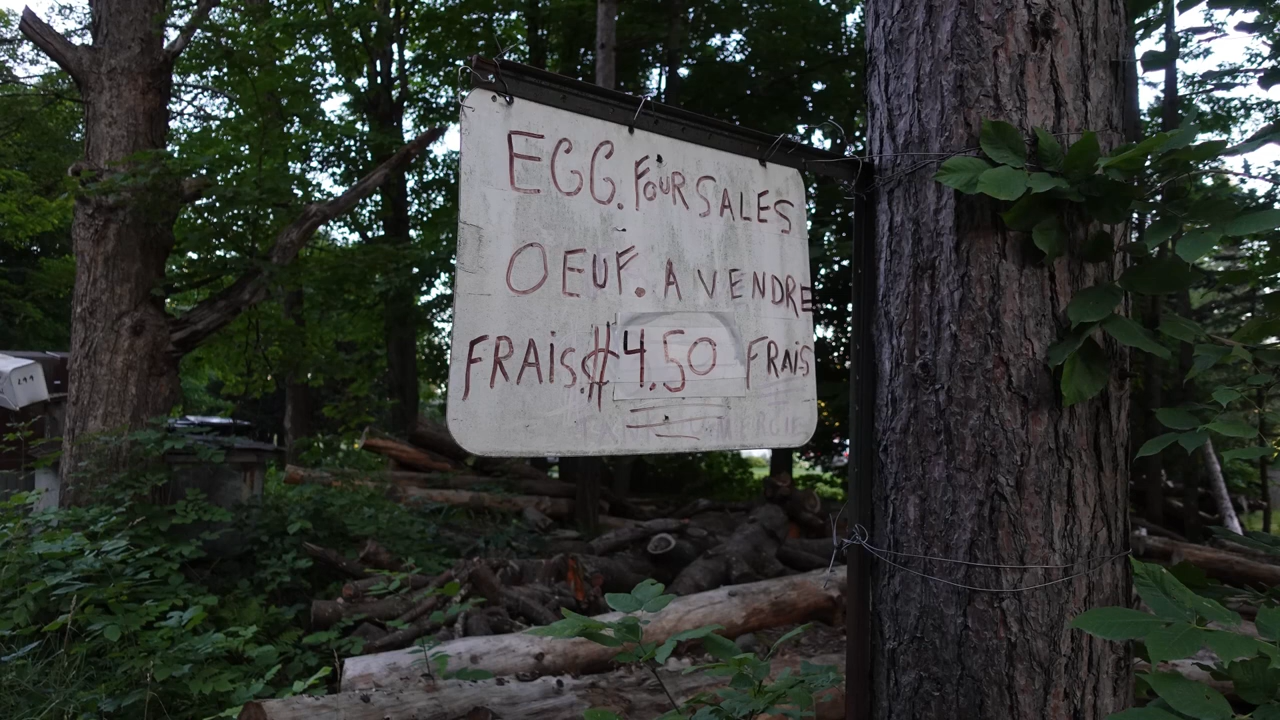 EGG. FOUR SALES
OEUF. A VENDRE
FRAIS. $4.50 FRAIS